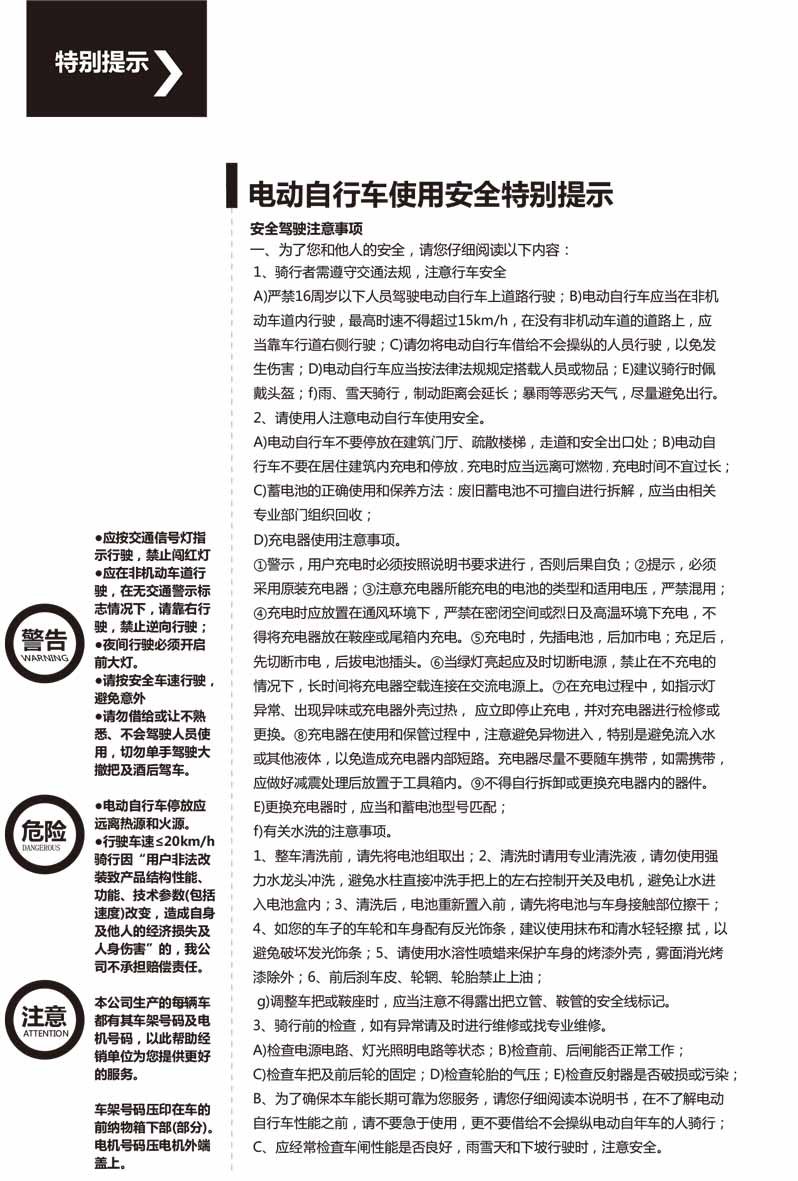 特别提示
电动自行车使用安全特别提示
安全驾驶注意事项
一、为了您和他人的安全，请您仔细阅读以下内容：
1、骑行者需遵守交通法规，注意行车安全
A)严禁16周岁以下人员驾驶电动自行车上道路行驶；B)电动自行车应当在非机
动车道内行驶，最高时速不得超过15km/h，在没有非机动车道的道路上，应
当靠车行道右侧行驶；C)请勿将电动自行车借给不会操纵的人员行驶，以免发
生伤害；D)电动自行车应当按法律法规规定搭载人员或物品；E)建议骑行时佩
戴头盔；f)雨、雪天骑行，制动距离会延长；暴雨等恶劣天气，尽量避免出行。
2、请使用人注意电动自行车使用安全。
A)电动自行车不要停放在建筑门厅、疏散楼梯，走道和安全出口处；B)电动自
行车不要在居住建筑内充电和停放，充电时应当远离可燃物，充电时间不宜过长；
C)蓄电池的正确使用和保养方法：废旧蓄电池不可擅自进行拆解，应当由相关
专业部门组织回收；
D)充电器使用注意事项。
①警示，用户充电时必须按照说明书要求进行，否则后果自负；②提示，必须
采用原装充电器；③注意充电器所能充电的电池的类型和适用电压，严禁混用；
④充电时应放置在通风环境下，严禁在密闭空间或烈日及高温环境下充电，不
得将充电器放在鞍座或尾箱内充电。⑤充电时，先插电池，后加市电；充足后，
先切断市电，后拔电池插头。⑥当绿灯亮起应及时切断电源，禁止在不充电的
情况下，长时间将充电器空载连接在交流电源上。⑦在充电过程中，如指示灯
异常、出现异味或充电器外壳过热， 应立即停止充电，并对充电器进行检修或
更换。⑧充电器在使用和保管过程中，注意避免异物进入，特别是避免流入水
或其他液体，以免造成充电器内部短路。充电器尽量不要随车携带，如需携带，
应做好减震处理后放置于工具箱内。⑨不得自行拆卸或更换充电器内的器件。
E)更换充电器时，应当和蓄电池型号匹配；
f)有关水洗的注意事项。
1、整车清洗前，请先将电池组取出；2、清洗时请用专业清洗液，请勿使用强
力水龙头冲洗，避免水柱直接冲洗手把上的左右控制开关及电机，避免让水进
入电池盒内；3、清洗后，电池重新置入前，请先将电池与车身接触部位擦干；
4、如您的车子的车轮和车身配有反光饰条，建议使用抹布和清水轻轻擦 拭，以
避免破坏发光饰条；5、请使用水溶性喷蜡来保护车身的烤漆外壳，雾面消光烤
漆除外；6、前后刹车皮、轮辋、轮胎禁止上油；
g)调整车把或鞍座时，应当注意不得露出把立管、鞍管的安全线标记。
3、骑行前的检查，如有异常请及时进行维修或找专业维修。
A)检查电源电路、灯光照明电路等状态；B)检查前、后闸能否正常工作；
C)检查车把及前后轮的固定；D)检查轮胎的气压；E)检查反射器是否破损或污染；
B、为了确保本车能长期可靠为您服务，请您仔细阅读本说明书，在不了解电动
自行车性能之前，请不要急于使用，更不要借给不会操纵电动自年车的人骑行；
C、应经常检查车闸性能是否良好，雨雪天和下坡行驶时，注意安全。
警告
WARNING
●应按交通信号灯指
示行驶，禁止闯红灯
●应在非机动车道行
驶，在无交通警示标
志情况下，请靠右行
驶，禁止逆向行驶；
●夜间行驶必须开启
前大灯。
●请按安全车速行驶，
避免意外
●请勿借给或让不熟
悉、不会驾驶人员使
用，切勿单手驾驶大
撒把及酒后驾车。
危险
DANGEROUS
●电动自行车停放应
远离热源和火源。
●行驶车速≤20km/h
骑行因“用户非法改
装致产品结构性能、
功能、技术参数(包括
速度)改变，造成自身
及他人的经济损失及
人身伤害”的，我公
司不承担赔偿责任。
注意
ATTENTION
本公司生产的每辆车
都有其车架号码及电
机号码，以此帮助经
销单位为您提供更好
的服务。
车架号码压印在车的
前纳物箱下部(部分)。
电机号码压电机外端
盖上。